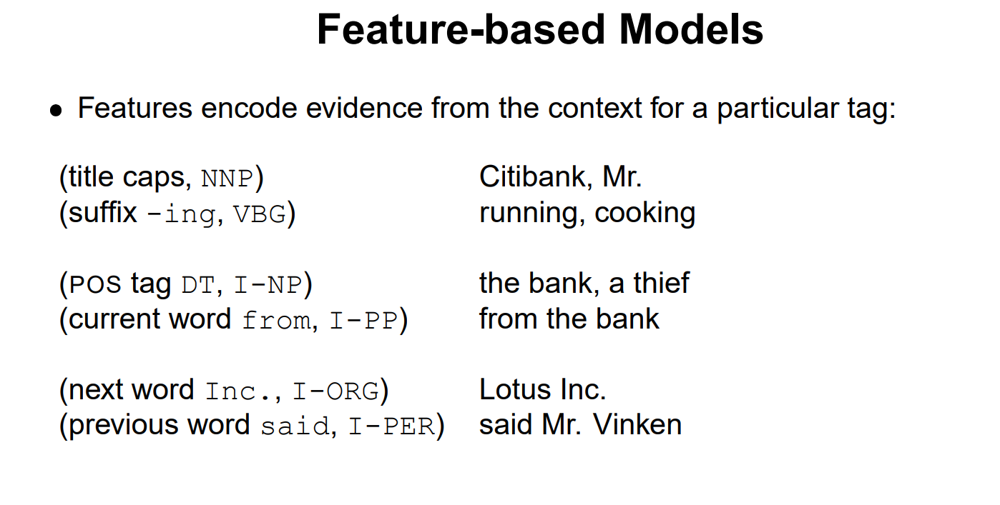 Feature-based Models
• Features encode evidence from the context for a particular tag:
(title caps, NNP) Citibank, Mr.
(suffix -ing, VBG) running, cooking
(POS tag DT, I-NP) the bank, a thief
(current word from, I-PP) from the bank
(next word Inc., I-ORG) Lotus Inc.
(previous word said, I-PER) said Mr. Vinken